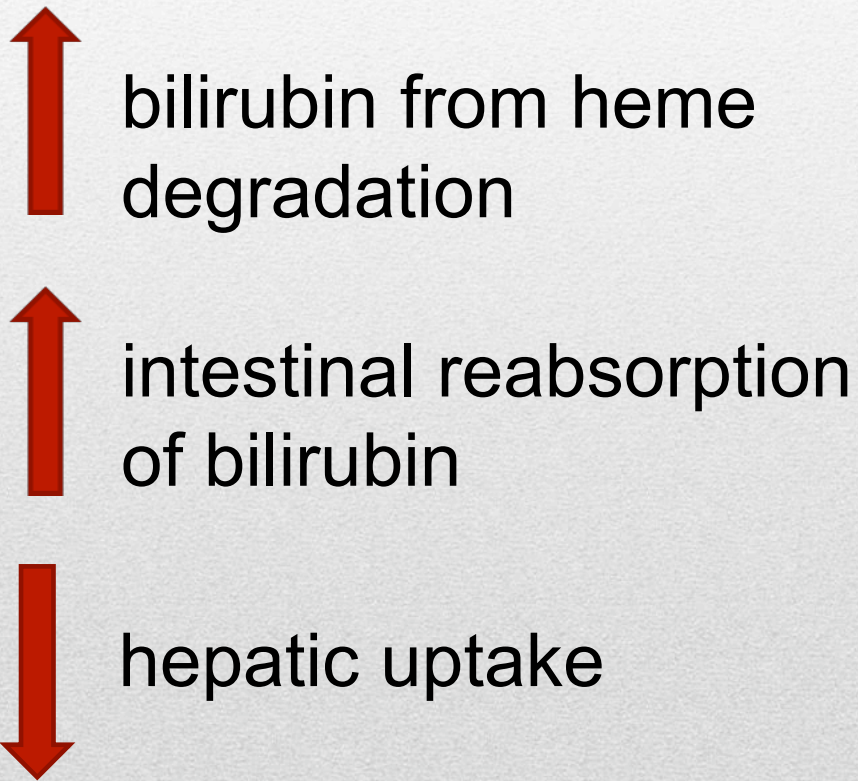 bilirubin from heme
degradation
intestinal reabsorption
of bilirubin
hepatic uptake